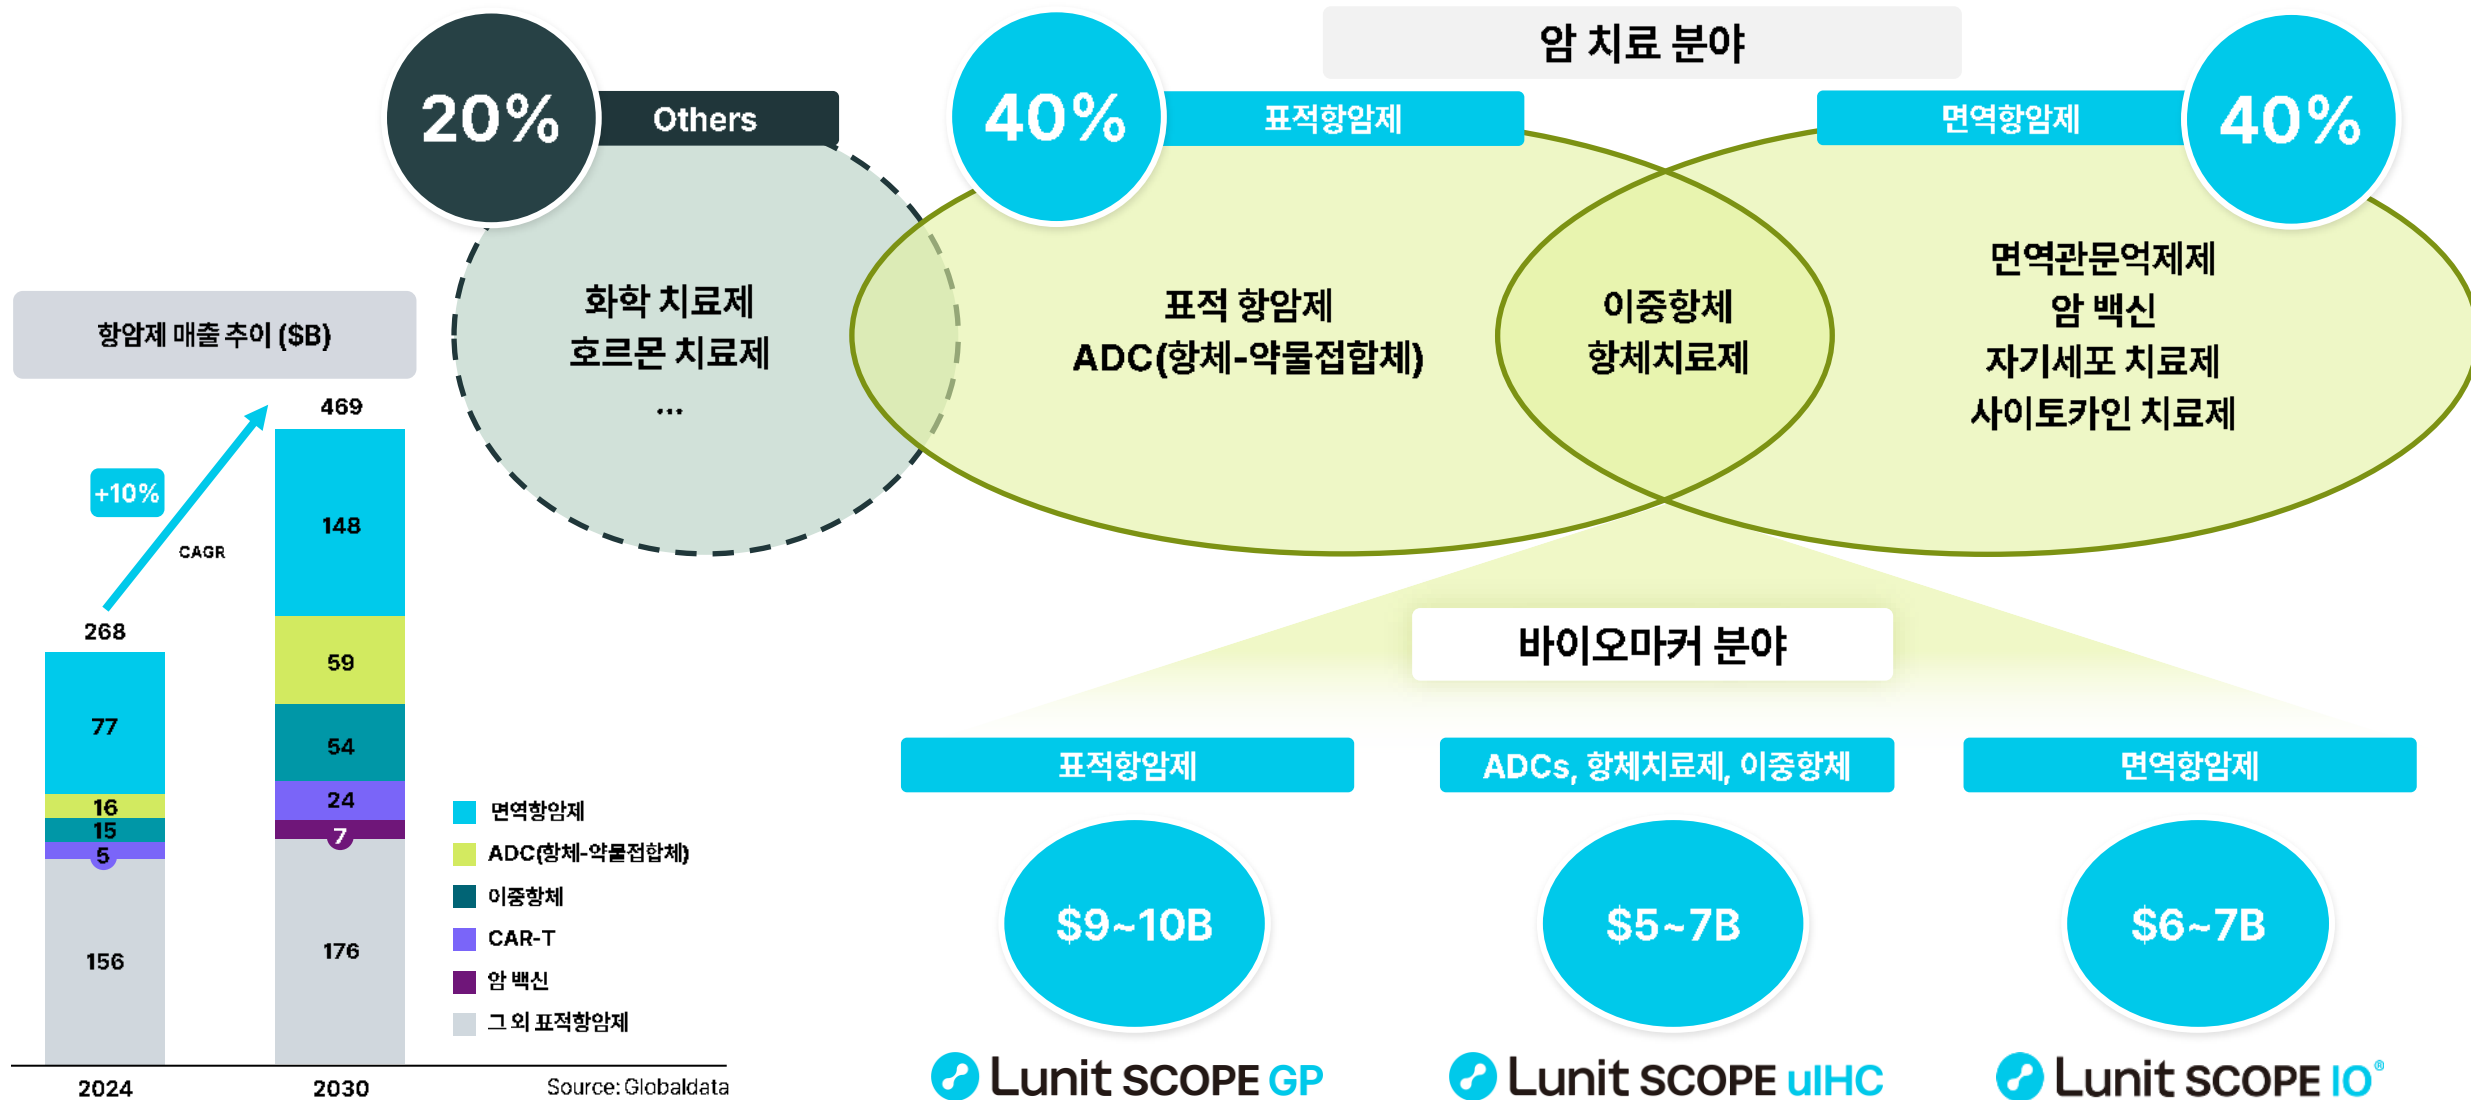 암 치료 분야
20%
Others
40%
표적항암제
면역항암제
40%
화학 치료제
호르몬 치료제
...
표적 항암제
ADC(항체-약물접합체)
이중항체
항체치료제
면역관문억제제
암 백신
자기세포 치료제
사이토카인 치료제
항암제 매출 추이 ($B)
+10%
CAGR
268
77
16
15
5
156
2024
469
148
59
54
24
7
176
2030
면역항암제
ADC(항체-약물접합체)
이중항체
CAR-T
암 백신
그 외 표적항암제
Source: Globaldata
바이오마커 분야
표적항암제
$9~10B
Lunit SCOPE GP
ADCs, 항체치료제, 이중항체
$5~7B
Lunit SCOPE uIHC
면역항암제
$6~7B
Lunit SCOPE IO®